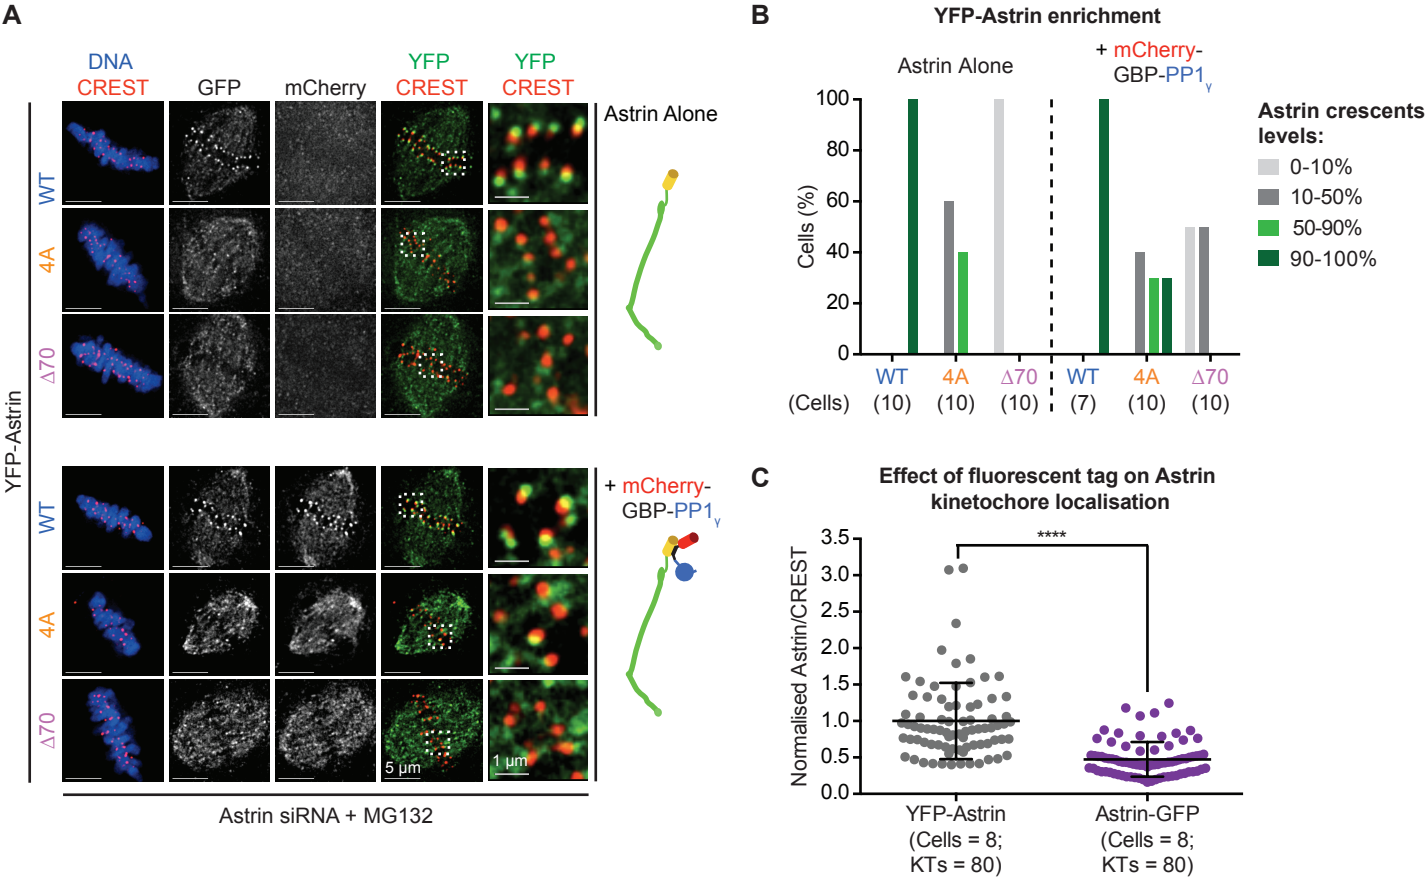 A
DNA
CREST
GFP
mCherry
YFP
CREST
YFP
CREST
Astrin Alone
YFP-Astrin
WT
4A
Δ70
+ mCherry-
GBP-PP1γ
WT
4A
Δ70
5 μm
1 μm
Astrin siRNA + MG132
B
YFP-Astrin enrichment
Astrin Alone
+ mCherry-
GBP-PP1γ
Cells (%)
100
80
60
40
20
0
WT 4A Δ70 WT 4A Δ70
(Cells) (10) (10) (10) (7) (10) (10)
Astrin crescents
levels:
0-10%
10-50%
50-90%
90-100%
C
Effect of fluorescent tag on Astrin
kinetochore localisation
Normalised Astrin/CREST
3.5
3.0
2.5
2.0
1.5
1.0
0.5
0.0
****
YFP-Astrin
(Cells = 8;
KTs = 80)
Astrin-GFP
(Cells = 8;
KTs = 80)